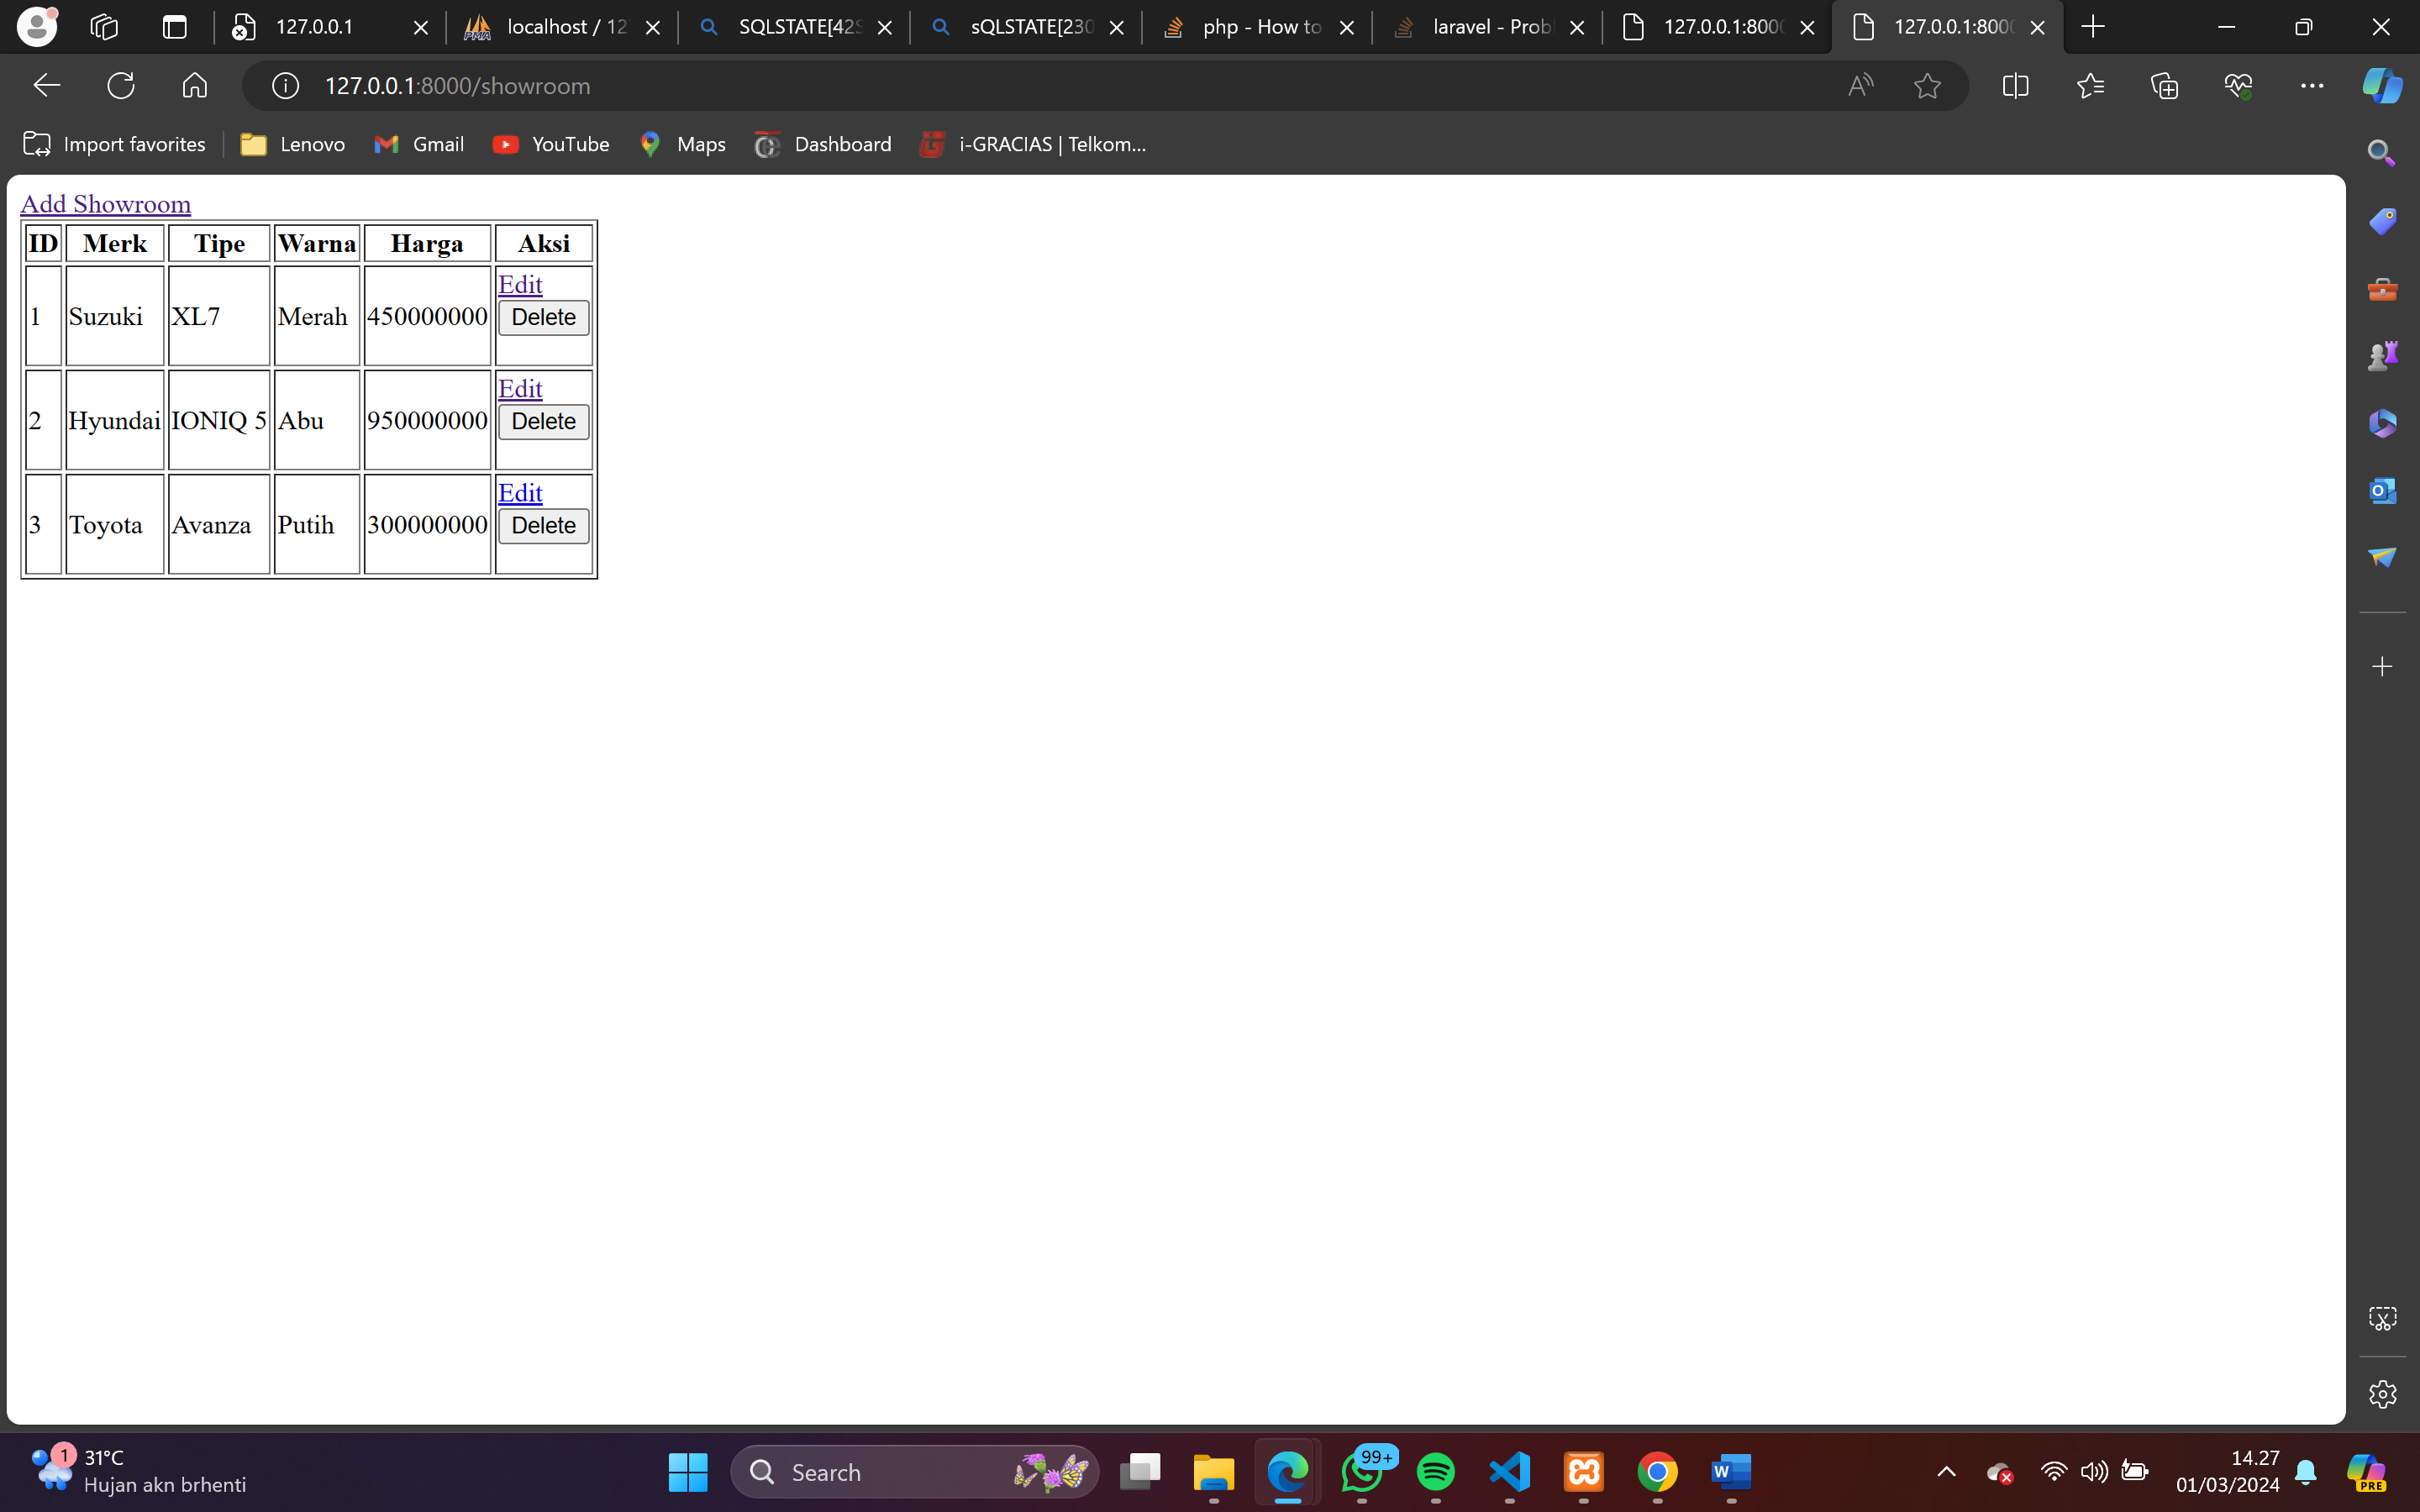 127.0.0.1
localhost / 12
SQLSTATE[42S
sQLSTATE[230
php - How to
laravel - Prob
127.0.0.1:800
127.0.0.1:800
127.0.0.1:8000/showroom
Import favorites
Lenovo
Gmail
YouTube
Maps
Dashboard
i-GRACIAS | Telkom...
Add Showroom
ID Merk Tipe Warna Harga Aksi
Edit
1 Suzuki XL7 Merah 450000000 Delete
Edit
2 Hyundai IONIQ 5 Abu 950000000 Delete
Edit
3 Toyota Avanza Putih 300000000 Delete
1
31°C
Hujan akn brhenti
Search
99+
14.27
01/03/2024
PRE